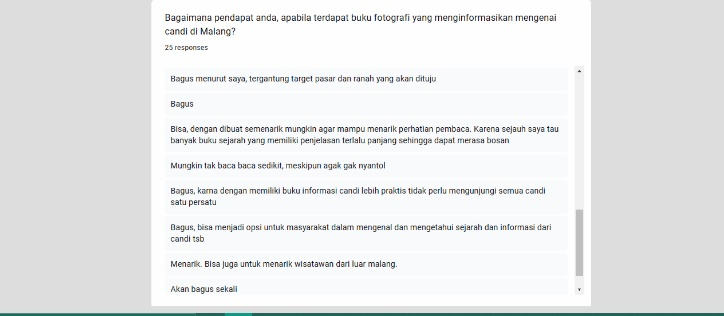 Bagaimana pendapat anda, apabila terdapat buku fotografi yang menginformasikan mengenai
candi di Malang?
25 responses
Bagus menurut saya, tergantung target pasar dan ranah yang akan dituju
Bagus
Bisa, dengan dibuat semenarik mungkin agar mampu menarik perhatian pembaca. Karena sejauh saya tau
banyak buku sejarah yang memiliki penjelasan terlalu panjang sehingga dapat merasa bosan
Mungkin tak baca baca sedikit, meskipun agak gak nyantol
Bagus, karna dengan memiliki buku informasi candi lebih praktis tidak perlu mengunjungi semua candi
satu persatu
Bagus, bisa menjadi opsi untuk masyarakat dalam mengenal dan mengetahui sejarah dan informasi dari
candi tsb
Menarik. Bisa juga untuk menarik wisatawan dari luar malang.
Akan bagus sekali